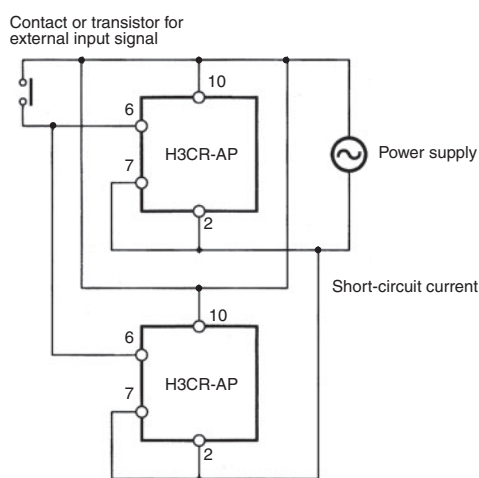 Contact or transistor for
external input signal
10
6
H3CR-AP
7
Power supply
2
Short-circuit current
10
6
H3CR-AP
7
2